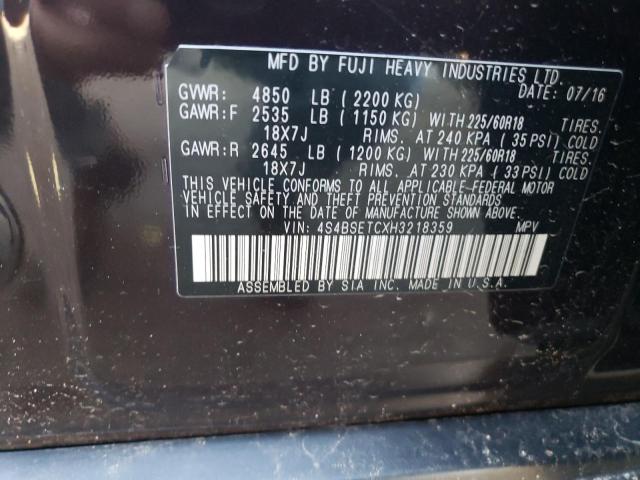 MFD BY FUJI HEAVY INDUSTRIES LTD.
GVWR: 4850 LB ( 2200 KG) DATE: 07/16
GAWR:F 2535 LB ( 1150 KG) WITH 225/60R18 TIRES.
18X7J RIMS. AT 240 KPA ( 35 PSI) COLD
GAWR:R 2645 LB ( 1200 KG) WITH 225/60R18 TIRES.
18X7J RIMS. AT 230 KPA ( 33 PSI) COLD
THIS VEHICLE CONFORMS TO ALL APPLICABLE FEDERAL MOTOR
VEHICLE SAFETY AND THEFT PREVENTION STANDARDS IN
EFFECT ON THE DATE OF MANUFACTURE SHOWN ABOVE.
VIN: 4S4BSETCXH3218359 MPV
ASSEMBLED BY SIA INC. MADE IN U.S.A.